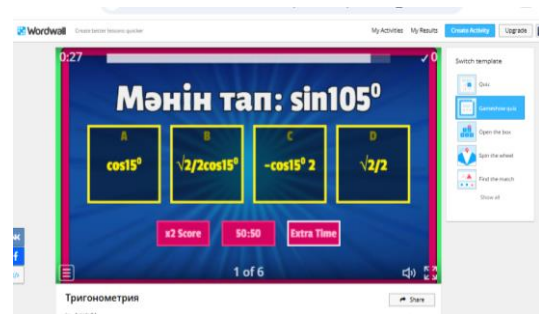 Wordwall Create better lessons quicker My Activities My Results Create Activity Upgrade
0:27 ✓0
Мәнін тап: sin105⁰
A B C D
cos15⁰ √2/2cos15⁰ -cos15⁰ 2 √2/2
x2 Score 50:50 Extra Time
1 of 6
Switch template
Quiz
Gameshow quiz
Open the box
Spin the wheel
Find the match
Show all
Тригонометрия
Share